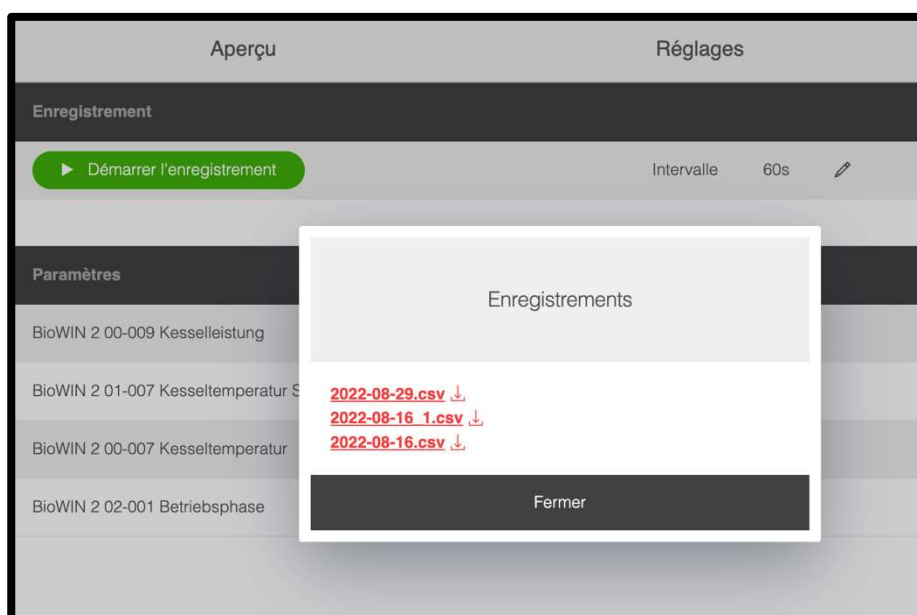 Aperçu Réglages
Enregistrement
Démarrer l'enregistrement Intervalle 60s
Paramètres
Enregistrements
BioWIN 2 00-009 Kesselleistung
BioWIN 2 01-007 Kesseltemperatur S
2022-08-29.csv
2022-08-16_1.csv
2022-08-16.csv
BioWIN 2 00-007 Kesseltemperatur
BioWIN 2 02-001 Betriebsphase
Fermer